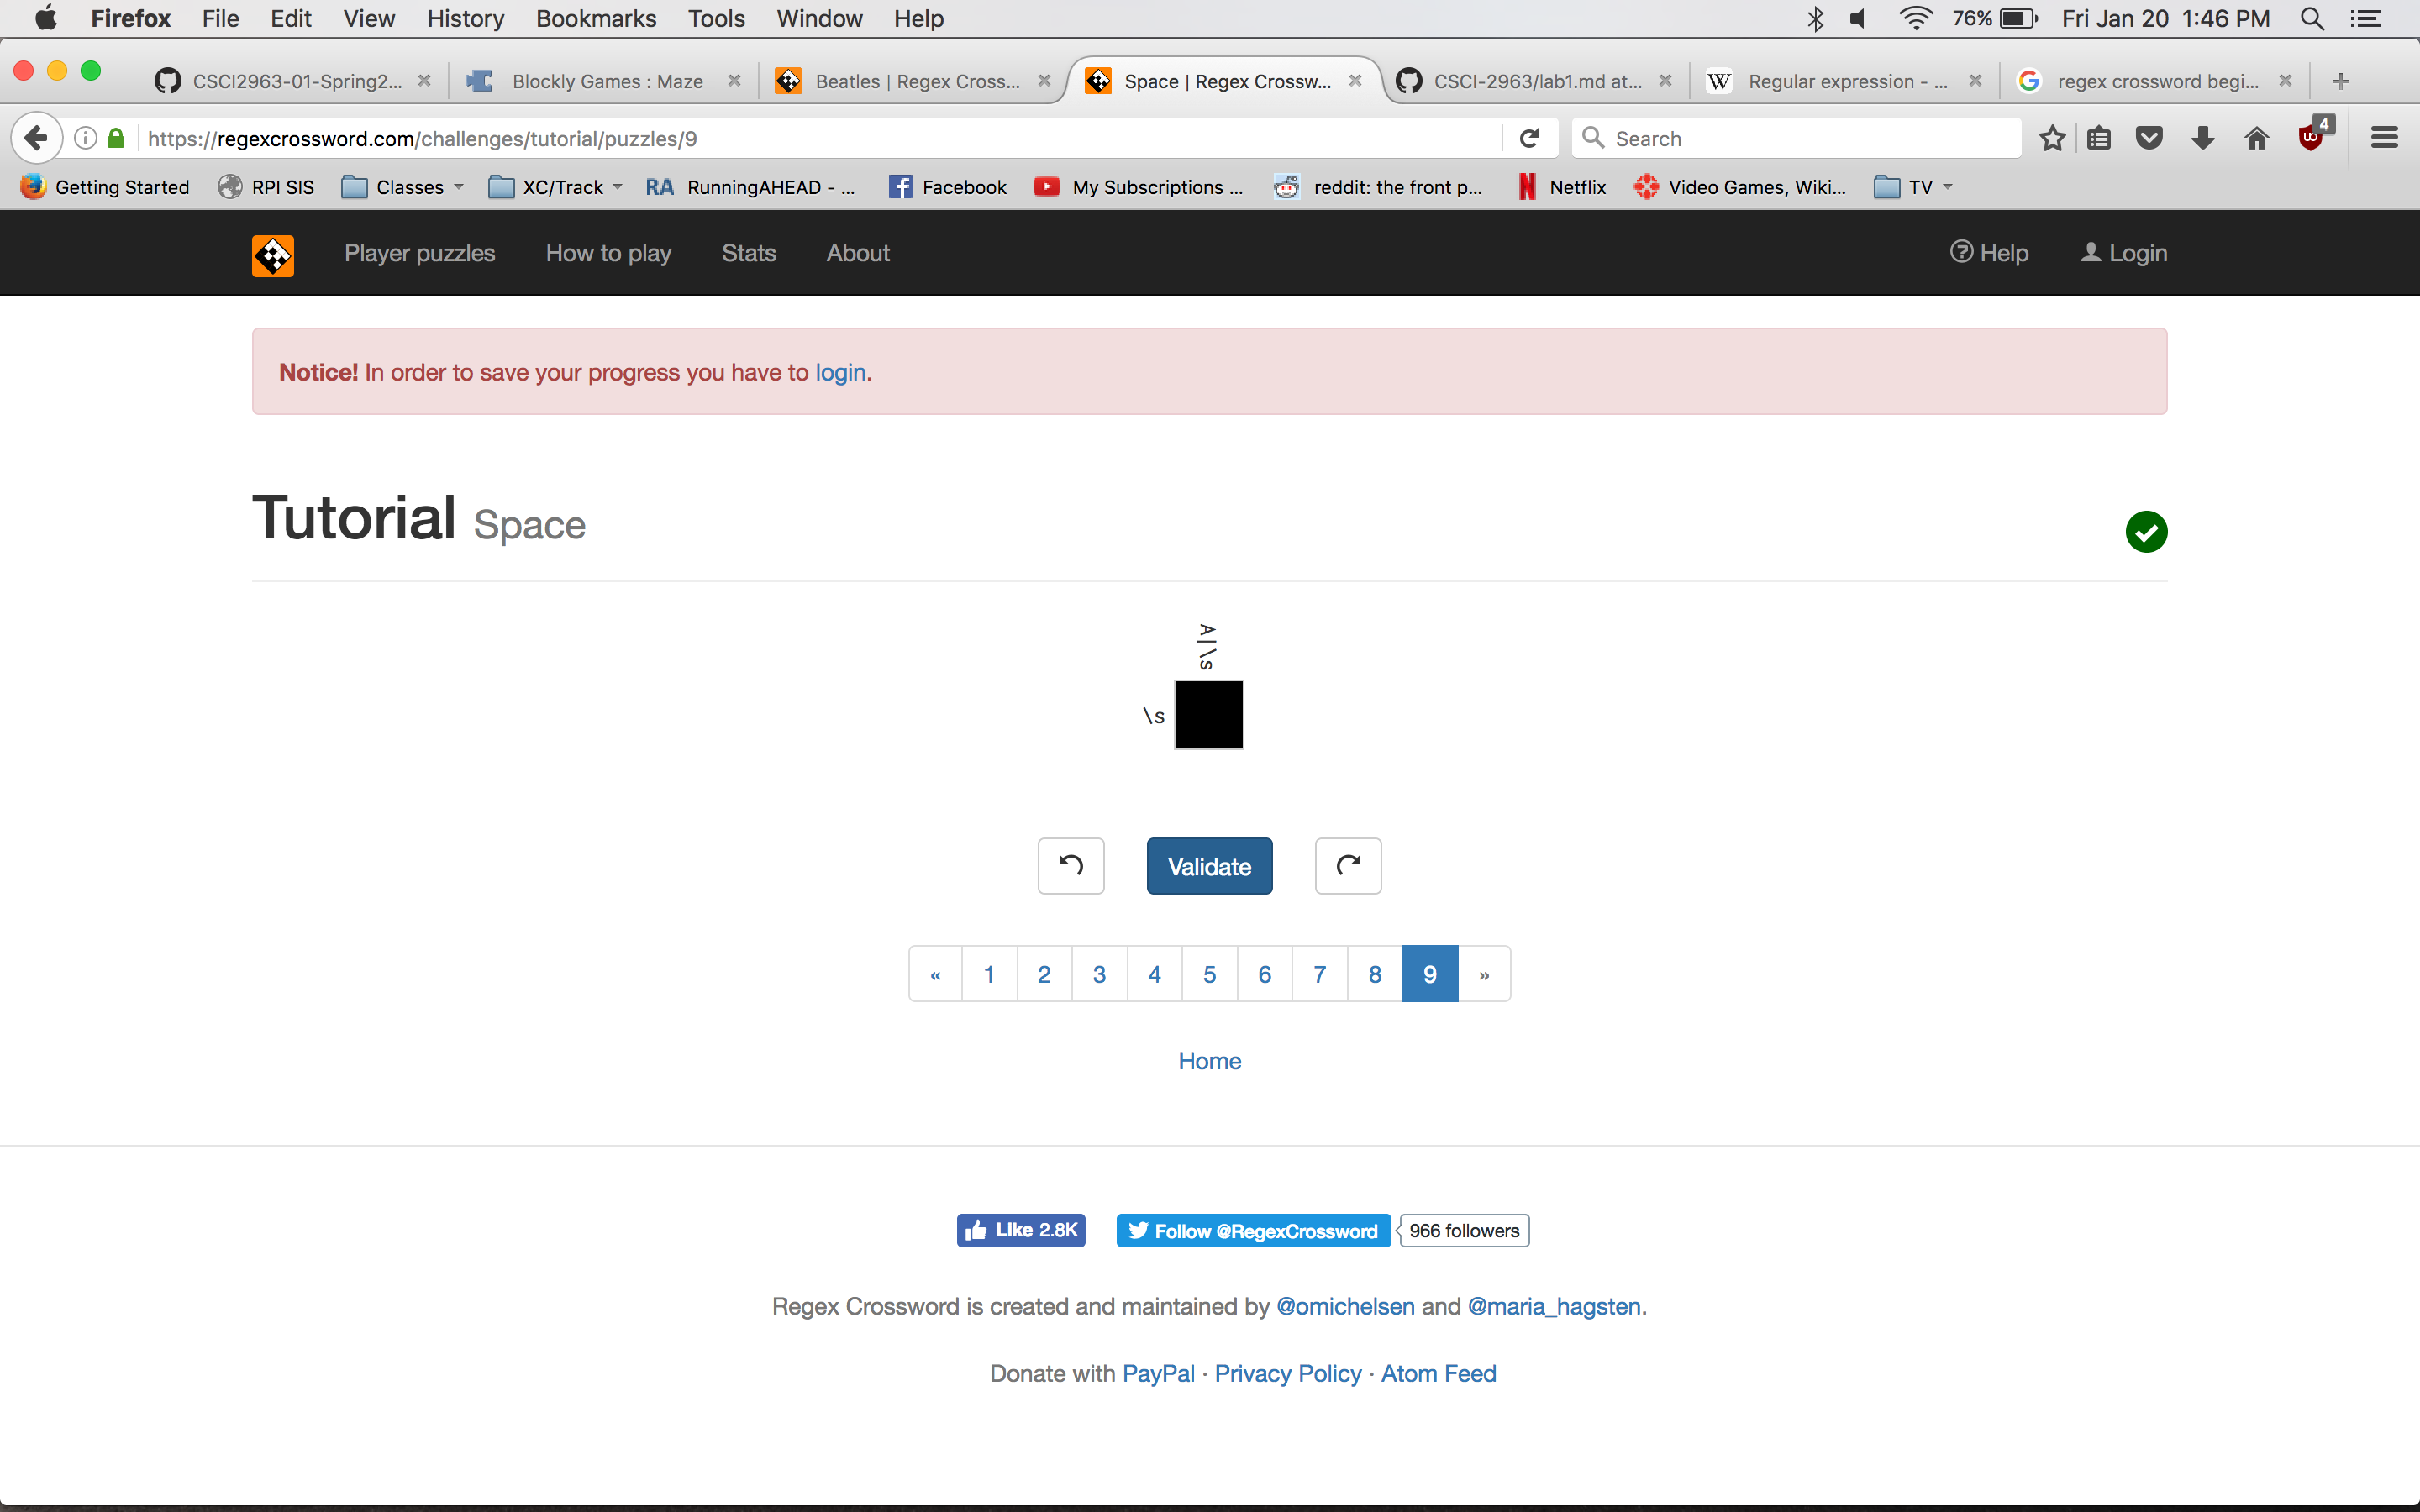 Firefox File Edit View History Bookmarks Tools Window Help 76% Fri Jan 20 1:46 PM
CSCI2963-01-Spring2... Blockly Games : Maze Beatles | Regex Cross... Space | Regex Crossw... CSCI-2963/lab1.md at... W Regular expression - ... G regex crossword begi...
https://regexcrossword.com/challenges/tutorial/puzzles/9 Search 4
Getting Started RPI SIS Classes XC/Track RA RunningAHEAD - ... Facebook My Subscriptions ... reddit: the front p... N Netflix Video Games, Wiki... TV
Player puzzles How to play Stats About Help Login
Notice! In order to save your progress you have to login.
Tutorial Space
A|\s
\s
Validate
« 1 2 3 4 5 6 7 8 9 »
Home
Like 2.8K Follow @RegexCrossword 966 followers
Regex Crossword is created and maintained by @omichelsen and @maria_hagsten.
Donate with PayPal · Privacy Policy · Atom Feed